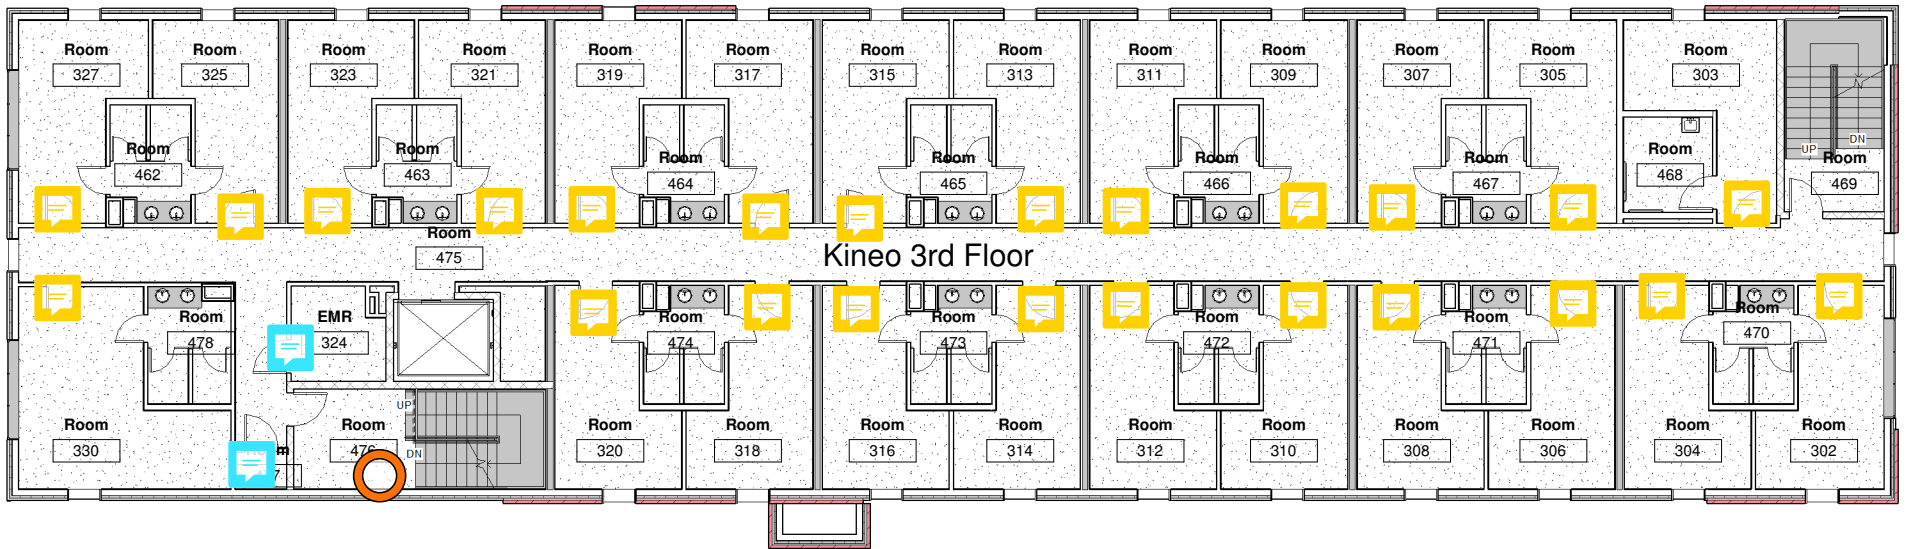 Room Room Room Room Room Room Room Room Room Room Room Room Room
327 325 323 321 319 317 315 313 311 309 307 305 303
DN
UP
Room Room Room Room Room Room Room Room
462 463 464 465 466 467 468 469
Room
475
Kineo 3rd Floor
Room EMR Room Room Room Room Room
478 324 474 473 472 471 470
UP
Room Room Room Room Room Room Room Room Room Room Room Room
330 476 320 318 316 314 312 310 308 306 304 302
DN